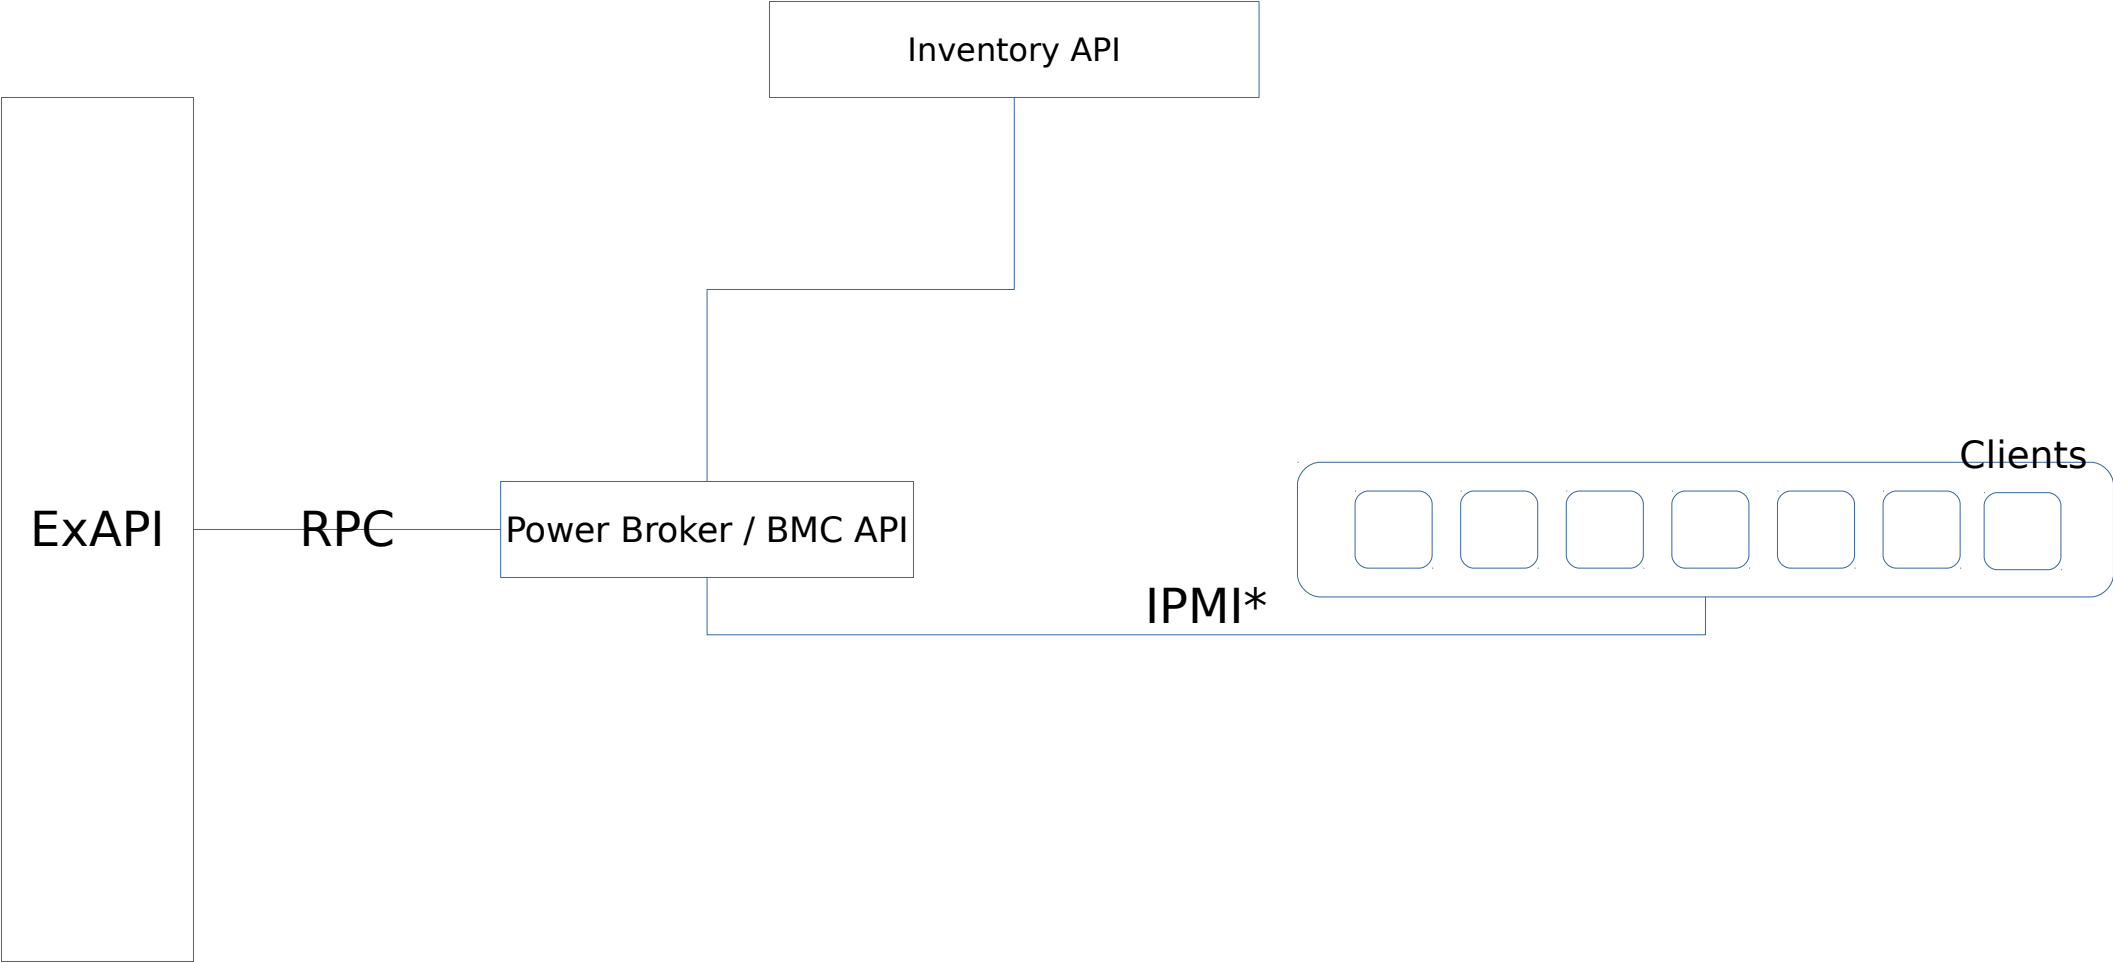 Inventory API
Clients
ExAPI
RPC
Power Broker / BMC API
IPMI*